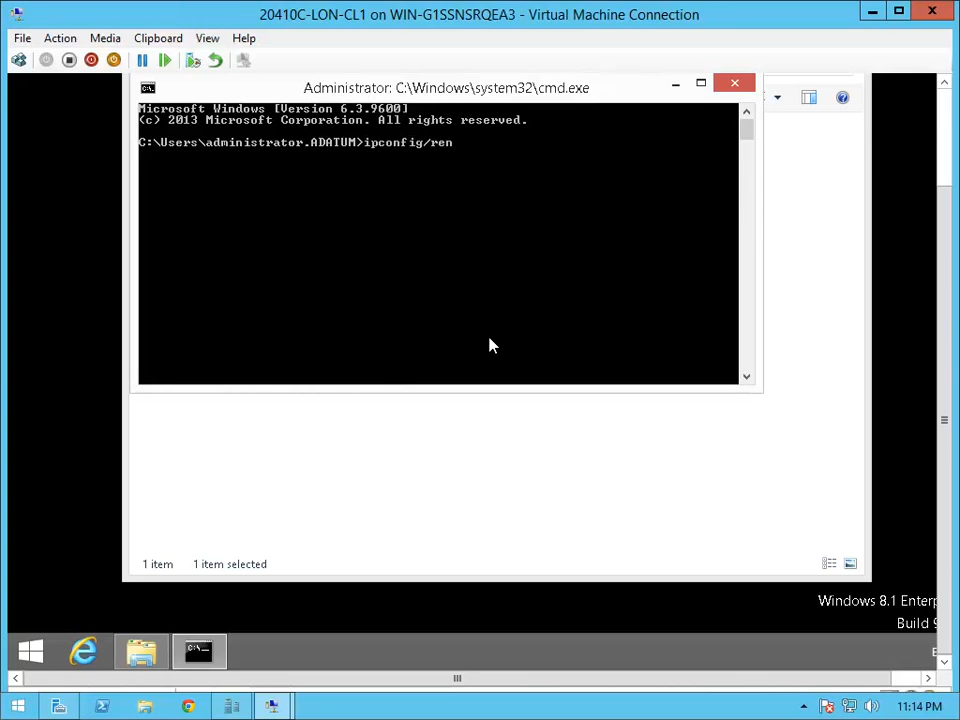 20410C-LON-CL1 on WIN-G1SSNSRQEA3 - Virtual Machine Connection
File Action Media Clipboard View Help
Administrator: C:\Windows\system32\cmd.exe
Microsoft Windows [Version 6.3.9600]
(c) 2013 Microsoft Corporation. All rights reserved.
C:\Users\administrator.ADATUM>ipconfig/ren
1 item 1 item selected
Windows 8.1 Enterp
Build 9
11:14 PM